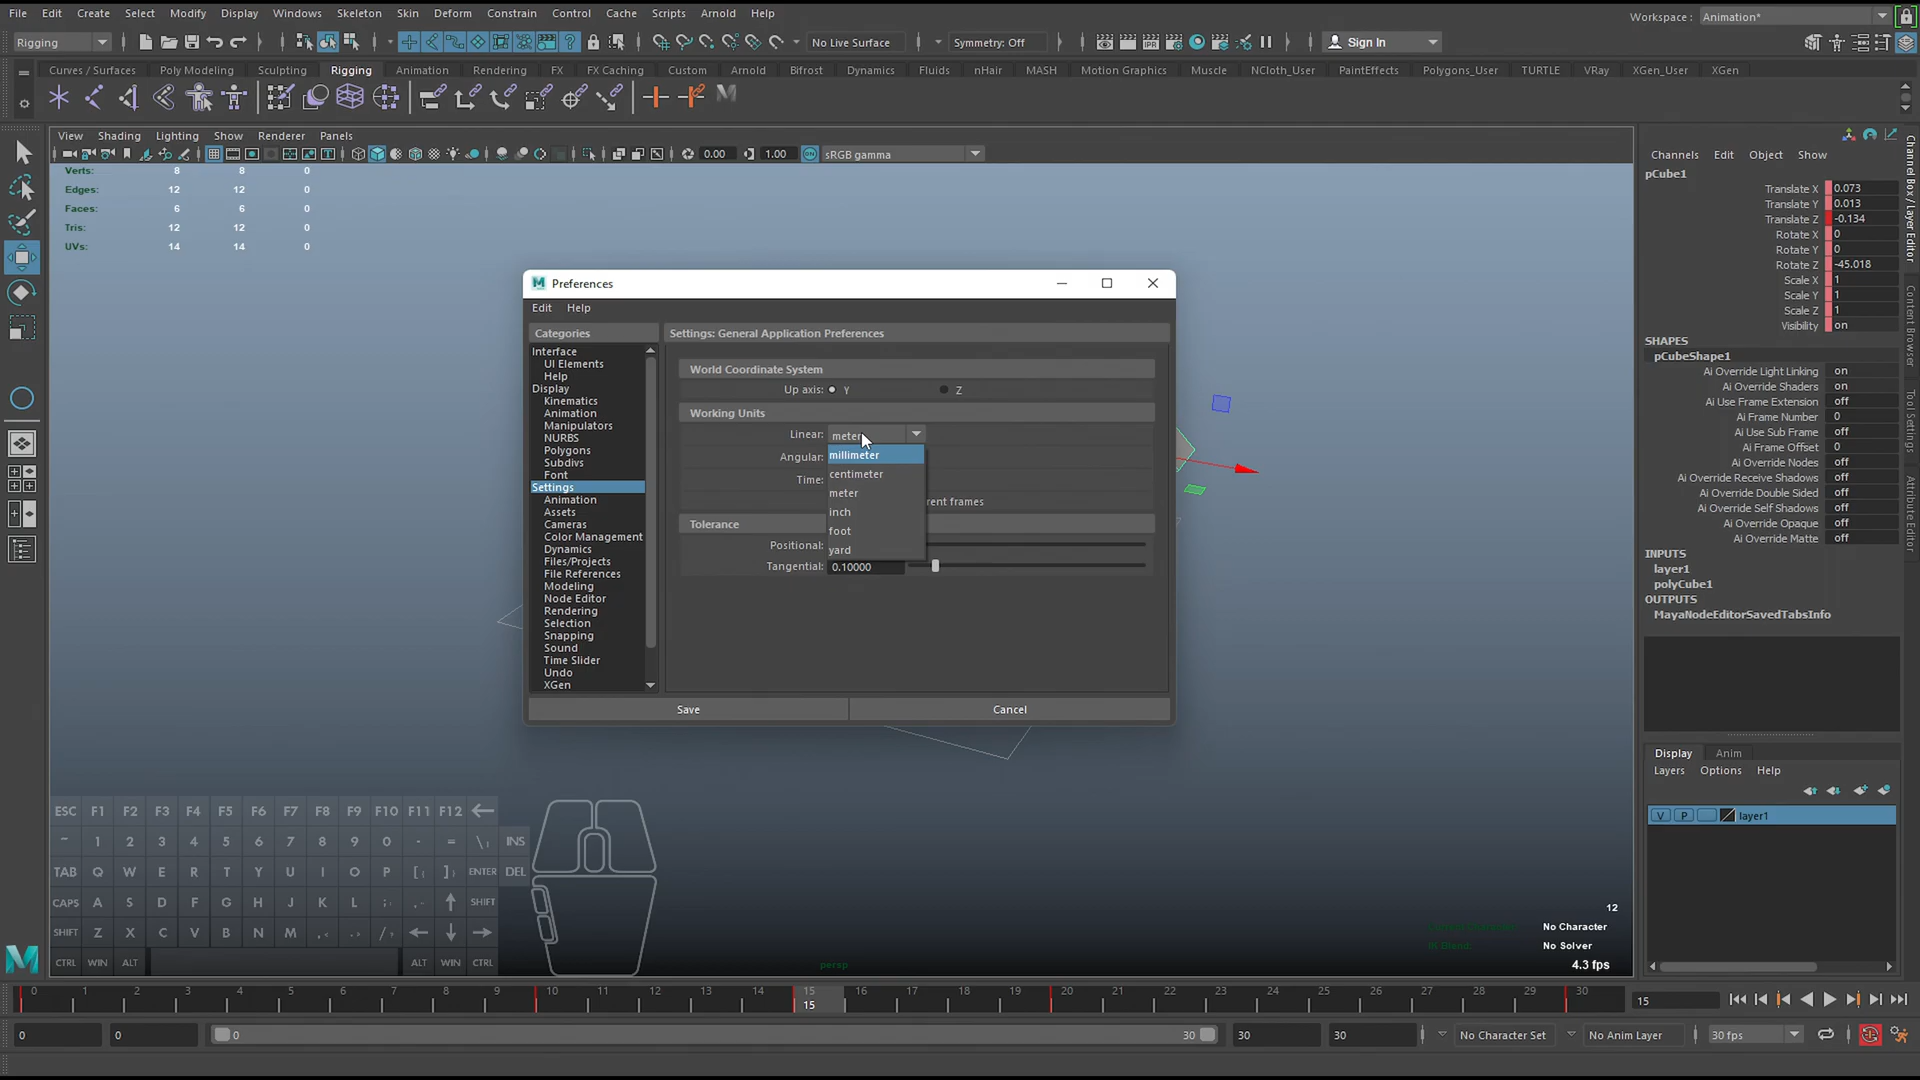 File Edit Create Select Modify Display Windows Skeleton Skin Deform Constrain Control Cache Scripts Arnold Help
Workspace : Animation*
Rigging No Live Surface Symmetry: Off Sign In
Curves / Surfaces Poly Modeling Sculpting Rigging Animation Rendering FX FX Caching Custom Arnold Bifrost Dynamics Fluids nHair MASH Motion Graphics Muscle NCloth_User PaintEffects Polygons_User TURTLE VRay XGen_User XGen
View Shading Lighting Show Renderer Panels
0.00 1.00 sRGB gamma
Verts: 8 8 0
Edges: 12 12 0
Faces: 6 6 0
Tris: 12 12 0
UVs: 14 14 0
Preferences
Edit Help
Categories
Interface
UI Elements
Help
Display
Kinematics
Animation
Manipulators
NURBS
Polygons
Subdivs
Font
Settings
Animation
Assets
Cameras
Color Management
Dynamics
Files/Projects
File References
Modeling
Node Editor
Rendering
Selection
Snapping
Sound
Time Slider
Undo
XGen
Settings: General Application Preferences
World Coordinate System
Up axis: Y Z
Working Units
Linear: meter
Angular:
Time:
millimeter
centimeter
meter
inch
foot
yard
rent frames
Tolerance
Positional:
Tangential: 0.10000
Save Cancel
Channels Edit Object Show
pCube1
Translate X 0.073
Translate Y 0.013
Translate Z -0.134
Rotate X 0
Rotate Y 0
Rotate Z -45.018
Scale X 1
Scale Y 1
Scale Z 1
Visibility on
SHAPES
pCubeShape1
Ai Override Light Linking on
Ai Override Shaders on
Ai Use Frame Extension off
Ai Frame Number 0
Ai Use Sub Frame off
Ai Frame Offset 0
Ai Override Nodes off
Ai Override Receive Shadows off
Ai Override Double Sided off
Ai Override Self Shadows off
Ai Override Opaque off
Ai Override Matte off
INPUTS
layer1
polyCube1
OUTPUTS
MayaNodeEditorSavedTabsInfo
Channel Box / Layer Editor
Content Browser
Tool Settings
Attribute Editor
Display Anim
Layers Options Help
V P layer1
ESC F1 F2 F3 F4 F5 F6 F7 F8 F9 F10 F11 F12
~ 1 2 3 4 5 6 7 8 9 0 - = \ INS
TAB Q W E R T Y U I O P [ ] ENTER DEL
CAPS A S D F G H J K L ; SHIFT
SHIFT Z X C V B N M , . /
CTRL WIN ALT ALT WIN CTRL
12
No Character
IK Blend: No Solver
4.3 fps
persp
0 1 2 3 4 5 6 7 8 9 10 11 12 13 14 15 16 17 18 19 20 21 22 23 24 25 26 27 28 29 30
15
15
0 0 0 30 30 30 No Character Set No Anim Layer 30 fps